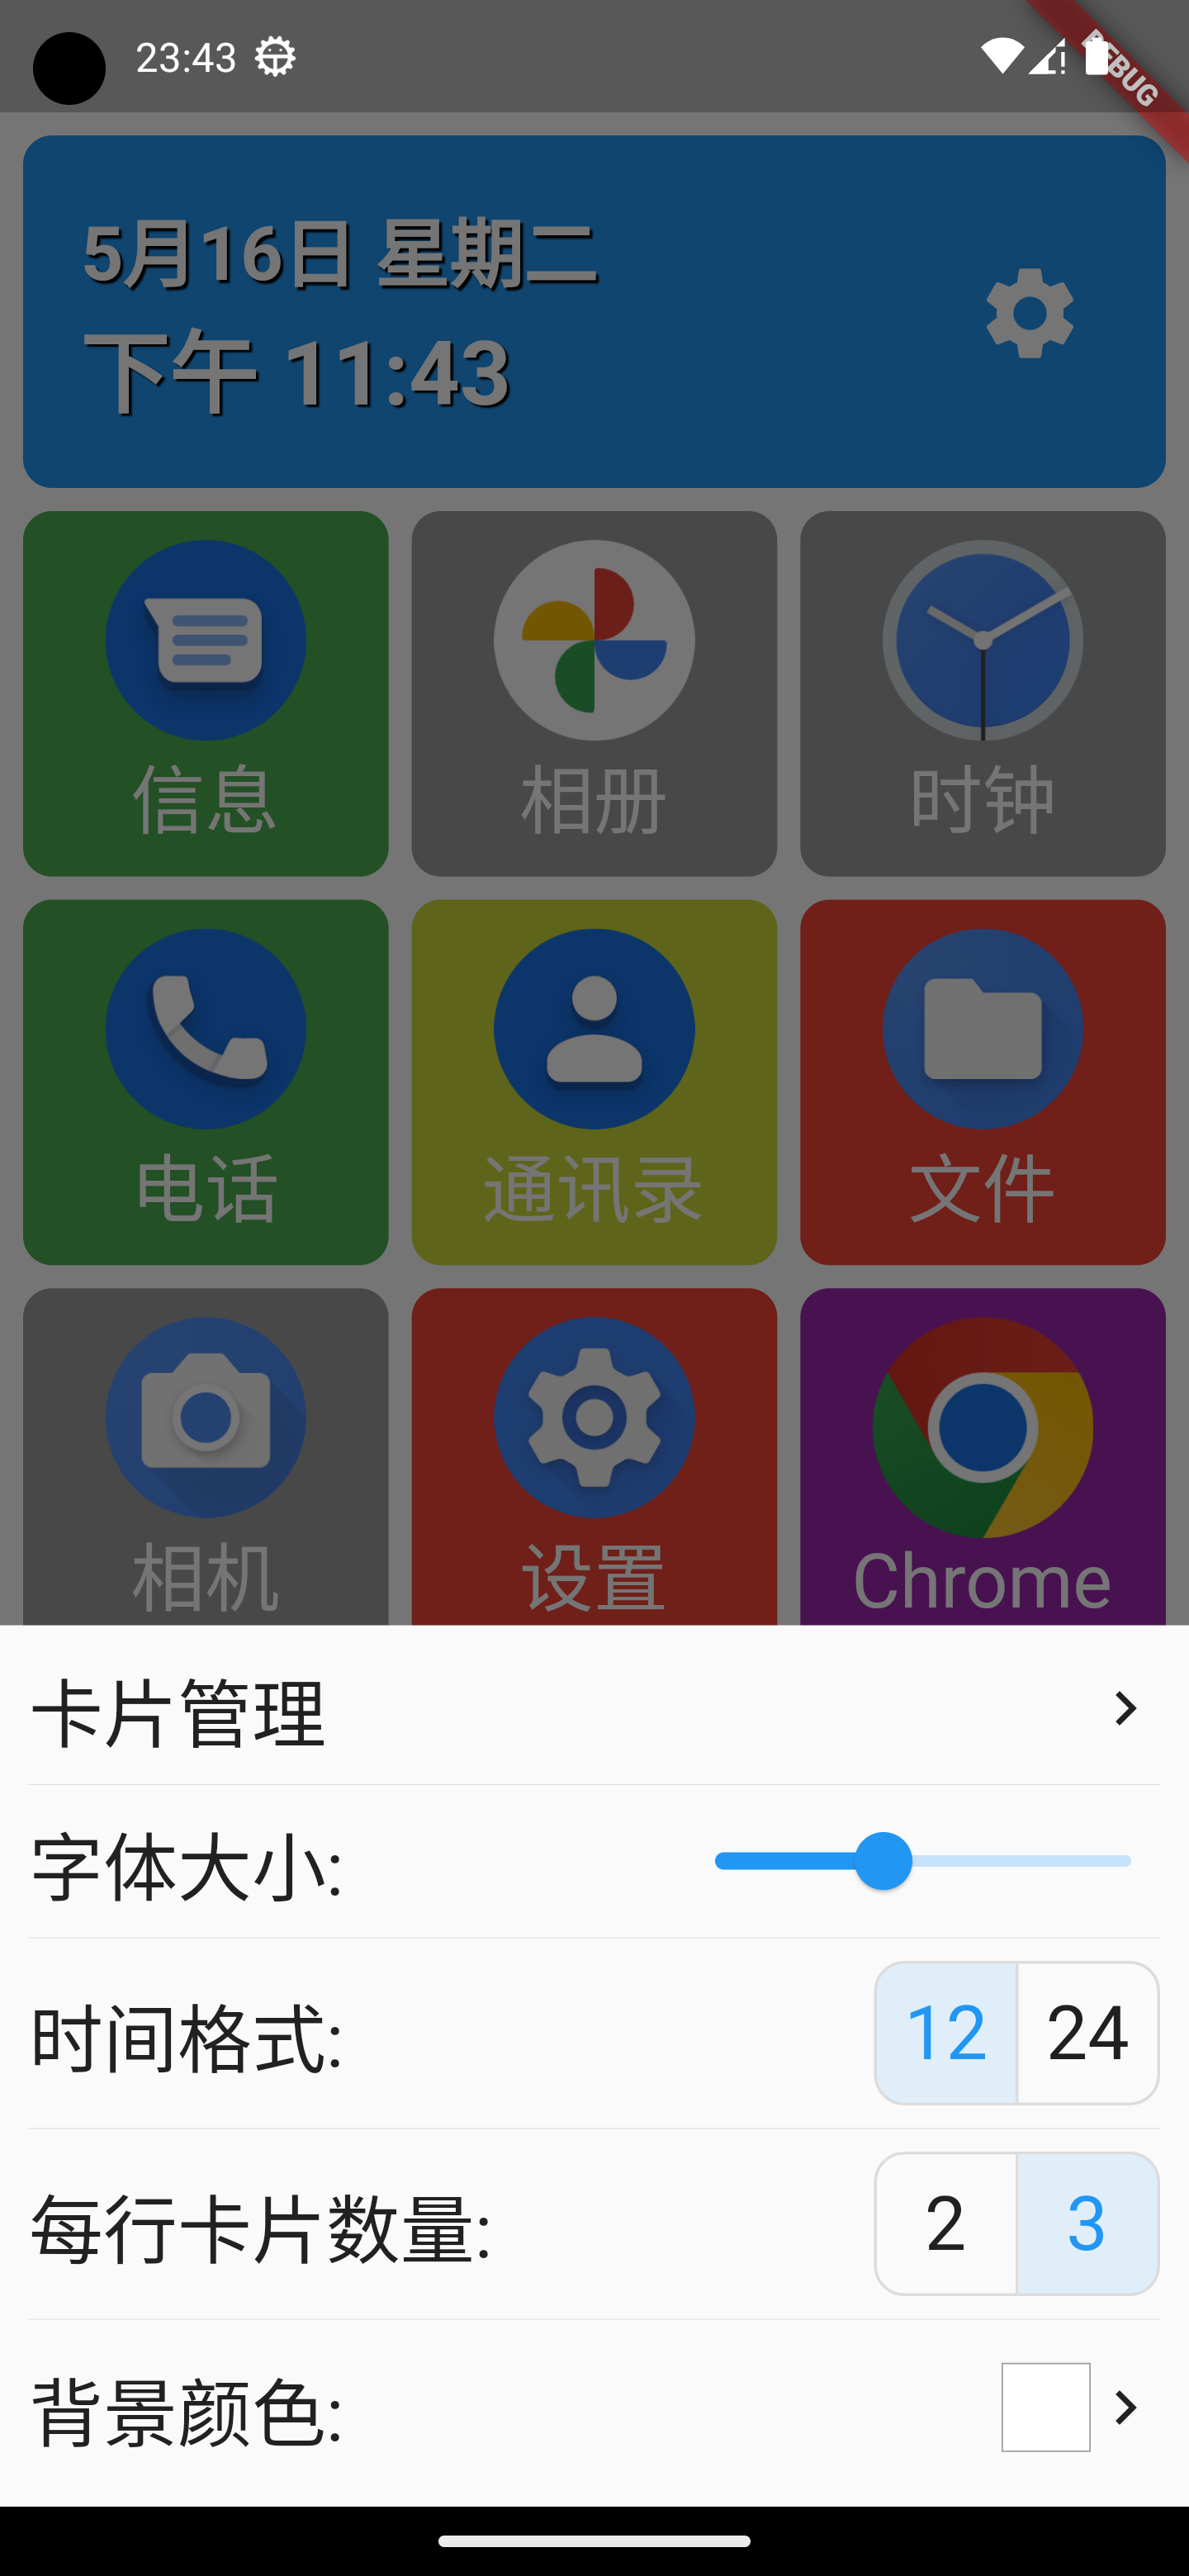 23:43
DEBUG
5月16日 星期二
下午 11:43
信息
相册
时钟
电话
通讯录
文件
相机
设置
Chrome
卡片管理
字体大小:
时间格式:
12
24
每行卡片数量:
2
3
背景颜色: